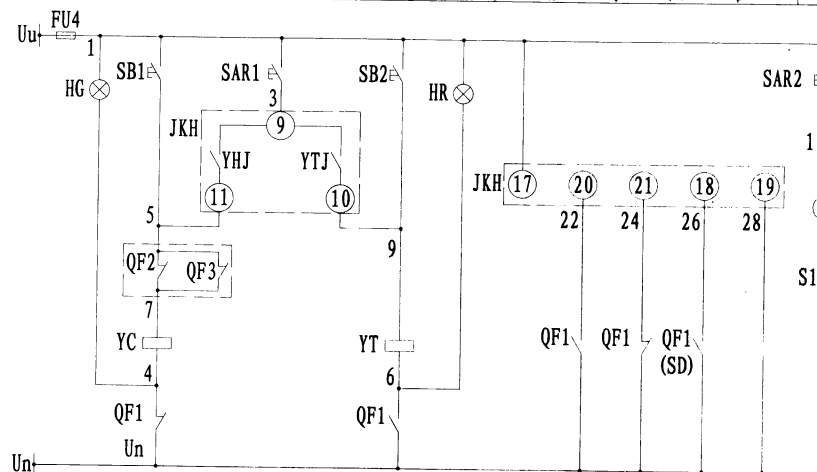 FU4
Uu
1
SB1
SAR1
SB2
HG
HR
SAR2
3
JKH
9
YHJ
YTJ
11
10
1
JKH
17
20
21
18
19
5
22
24
26
28
9
QF2
QF3
S1
7
YC
YT
QF1
QF1
QF1
(SD)
4
6
QF1
QF1
Un
Un